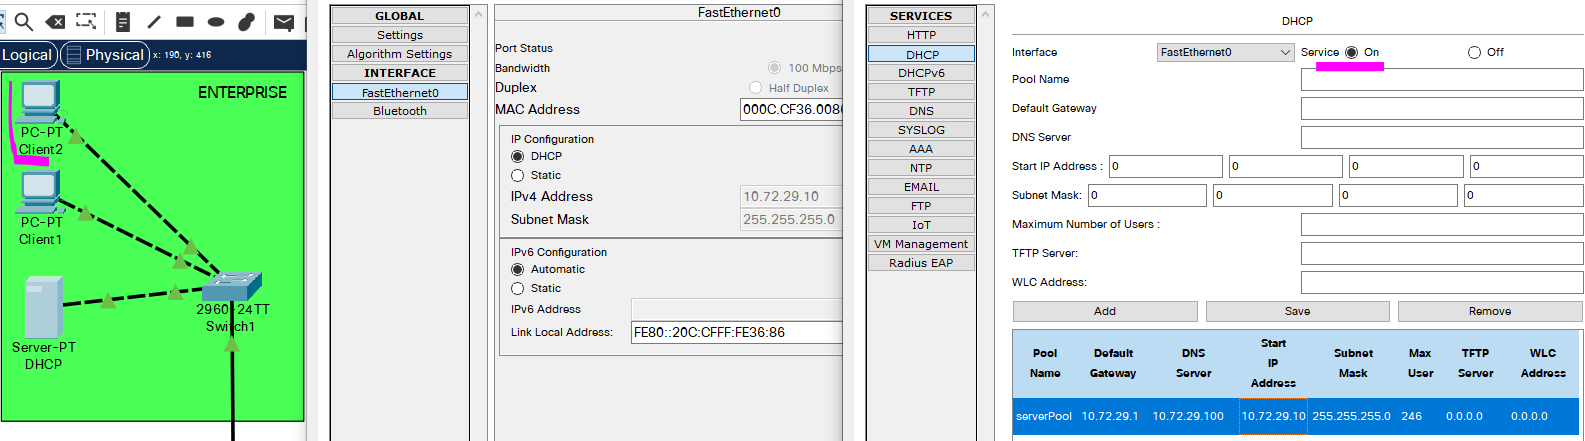 Logical Physical x: 190, y: 416
ENTERPRISE
PC-PT
Client2
PC-PT
Client1
2960-24TT
Switch1
Server-PT
DHCP
GLOBAL
Settings
Algorithm Settings
INTERFACE
FastEthernet0
Bluetooth
FastEthernet0
Port Status
Bandwidth 100 Mbps
Duplex Half Duplex
MAC Address 000C.CF36.0086
IP Configuration
DHCP
Static
IPv4 Address 10.72.29.10
Subnet Mask 255.255.255.0
IPv6 Configuration
Automatic
Static
IPv6 Address
Link Local Address: FE80::20C:CFFF:FE36:86
SERVICES
HTTP
DHCP
DHCPv6
TFTP
DNS
SYSLOG
AAA
NTP
EMAIL
FTP
IoT
VM Management
Radius EAP
DHCP
Interface FastEthernet0 Service On Off
Pool Name
Default Gateway
DNS Server
Start IP Address : 0 0 0 0
Subnet Mask: 0 0 0 0
Maximum Number of Users :
TFTP Server:
WLC Address:
Add Save Remove
Pool Name Default Gateway DNS Server Start IP Address Subnet Mask Max User TFTP Server WLC Address
serverPool 10.72.29.1 10.72.29.100 10.72.29.10 255.255.255.0 246 0.0.0.0 0.0.0.0